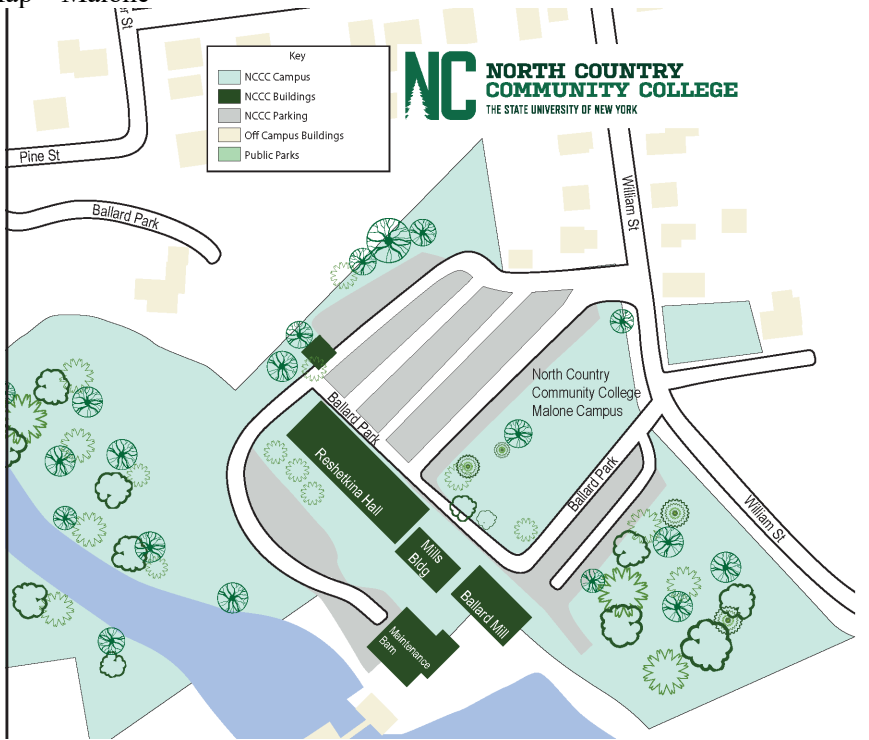 Malone
Key
NCCC Campus
NCCC Buildings
NCCC Parking
Off Campus Buildings
Public Parks
NC
NORTH COUNTRY
COMMUNITY COLLEGE
THE STATE UNIVERSITY OF NEW YORK
St
Pine St
Ballard Park
William St
North Country
Community College
Malone Campus
Ballard Park
Reshetkina Hall
Ballard Park
William St
Mills
Bldg
Ballard Mill
Maintenance
Barn